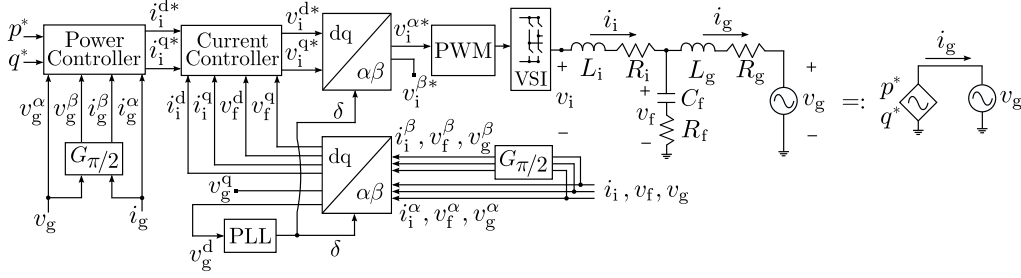 p* q*
Power Controller
i_i^{d*} i_i^{q*}
Current Controller
v_i^{d*} v_i^{q*}
dq αβ
v_i^{α*} v_i^{β*}
PWM
VSI
+ v_i
L_i R_i
i_i
+ v_f −
C_f
R_f
L_g R_g
i_g
+ v_g −
=:
p* q*
i_g
v_g
v_g^α v_g^β i_g^β i_g^α
G_{π/2}
v_g i_g
i_i^d i_i^q v_f^d v_f^q
δ
dq αβ
i_i^β, v_f^β, v_g^β
−
G_{π/2}
i_i, v_f, v_g
i_i^α, v_f^α, v_g^α
v_g^q
v_g^d
PLL
δ